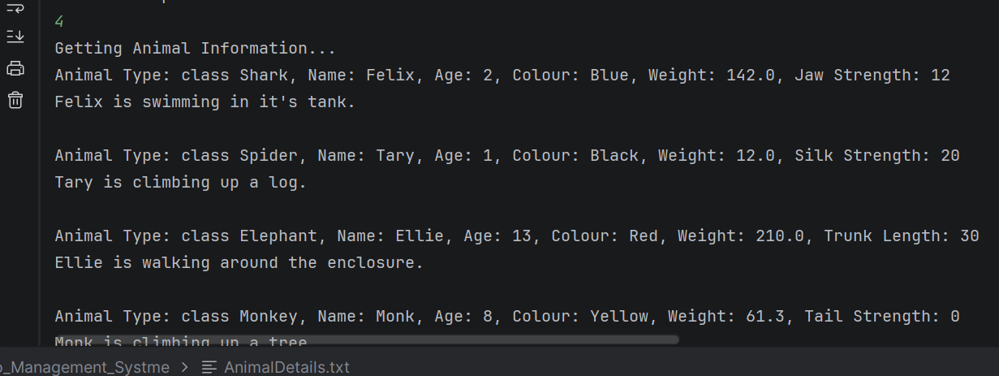 4
Getting Animal Information...
Animal Type: class Shark, Name: Felix, Age: 2, Colour: Blue, Weight: 142.0, Jaw Strength: 12
Felix is swimming in it's tank.
Animal Type: class Spider, Name: Tary, Age: 1, Colour: Black, Weight: 12.0, Silk Strength: 20
Tary is climbing up a log.
Animal Type: class Elephant, Name: Ellie, Age: 13, Colour: Red, Weight: 210.0, Trunk Length: 30
Ellie is walking around the enclosure.
Animal Type: class Monkey, Name: Monk, Age: 8, Colour: Yellow, Weight: 61.3, Tail Strength: 0
Monk is climbing up a tree
_Management_Systme > AnimalDetails.txt